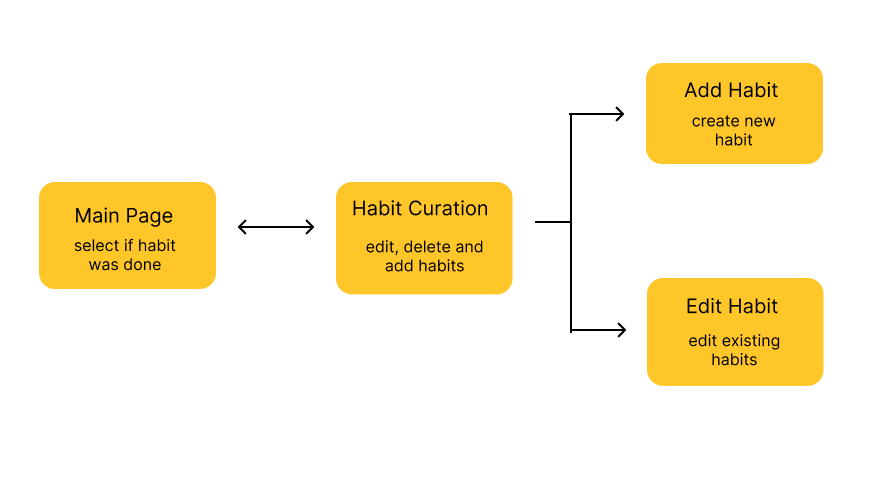 Main Page
select if habit
was done
Habit Curation
edit, delete and
add habits
Add Habit
create new
habit
Edit Habit
edit existing
habits